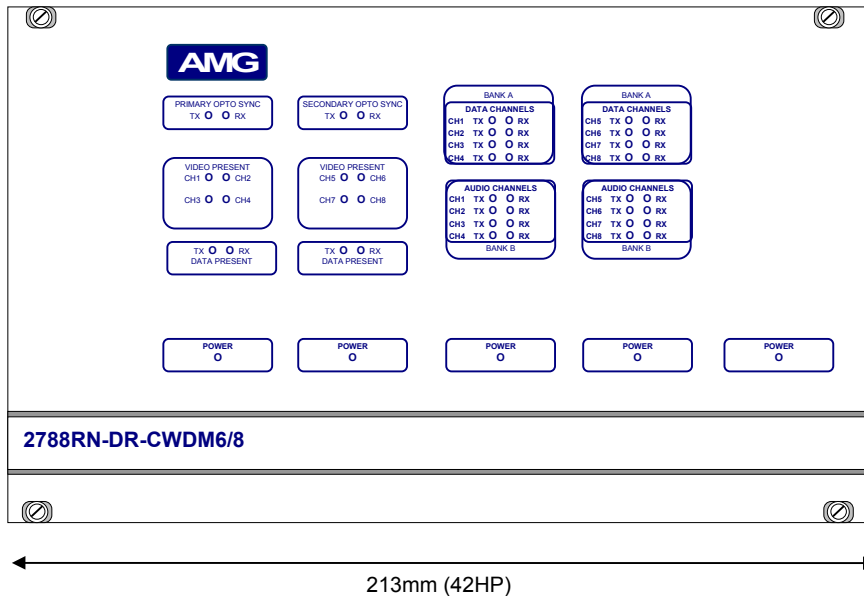 AMG
PRIMARY OPTO SYNC
TX O O RX
SECONDARY OPTO SYNC
TX O O RX
VIDEO PRESENT
CH1 O O CH2
CH3 O O CH4
VIDEO PRESENT
CH5 O O CH6
CH7 O O CH8
TX O O RX
DATA PRESENT
TX O O RX
DATA PRESENT
BANK A
DATA CHANNELS
CH1 TX O O RX
CH2 TX O O RX
CH3 TX O O RX
CH4 TX O O RX
AUDIO CHANNELS
CH1 TX O O RX
CH2 TX O O RX
CH3 TX O O RX
CH4 TX O O RX
BANK B
BANK A
DATA CHANNELS
CH5 TX O O RX
CH6 TX O O RX
CH7 TX O O RX
CH8 TX O O RX
AUDIO CHANNELS
CH5 TX O O RX
CH6 TX O O RX
CH7 TX O O RX
CH8 TX O O RX
BANK B
POWER
O
POWER
O
POWER
O
POWER
O
POWER
O
2788RN-DR-CWDM6/8
213mm (42HP)